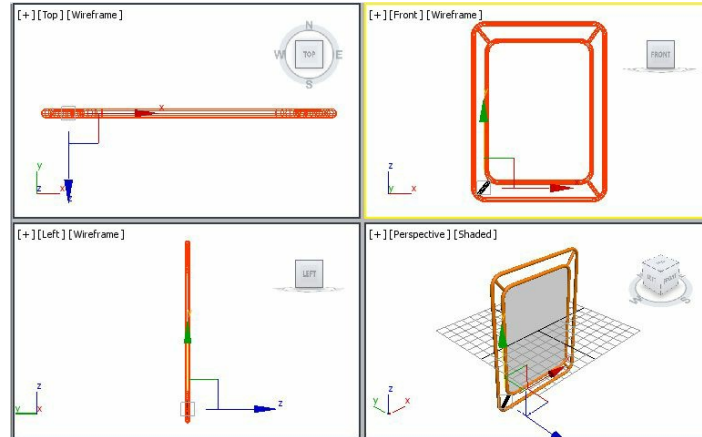 [+] [Top] [Wireframe]
N
W TOP E
S
x
z
y
z x
[+] [Front] [Wireframe]
FRONT
z
y x
[+] [Left] [Wireframe]
LEFT
z
z
y x
[+] [Perspective] [Shaded]
z
y x